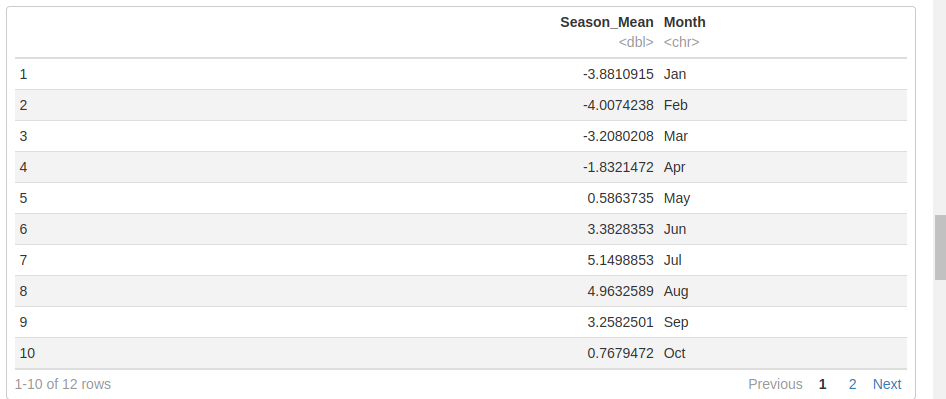 Season_Mean Month
<dbl> <chr>
1 -3.8810915 Jan
2 -4.0074238 Feb
3 -3.2080208 Mar
4 -1.8321472 Apr
5 0.5863735 May
6 3.3828353 Jun
7 5.1498853 Jul
8 4.9632589 Aug
9 3.2582501 Sep
10 0.7679472 Oct
1-10 of 12 rows Previous 1 2 Next